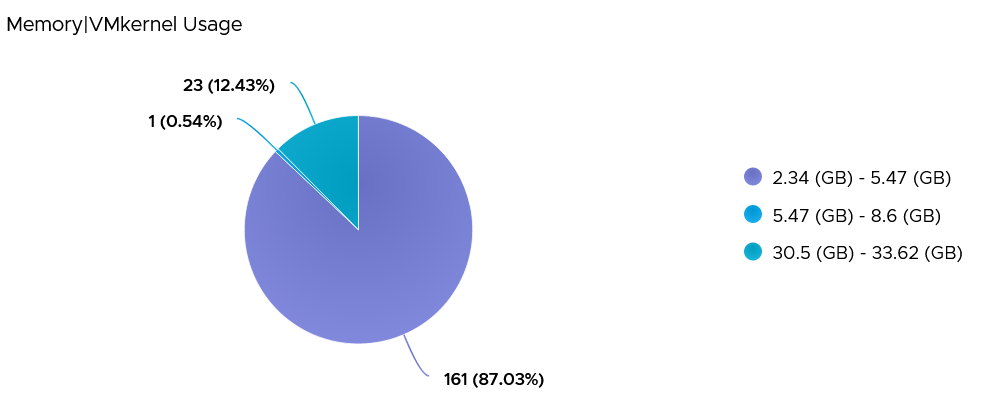 Memory|VMkernel Usage
23 (12.43%)
1 (0.54%)
161 (87.03%)
2.34 (GB) - 5.47 (GB)
5.47 (GB) - 8.6 (GB)
30.5 (GB) - 33.62 (GB)